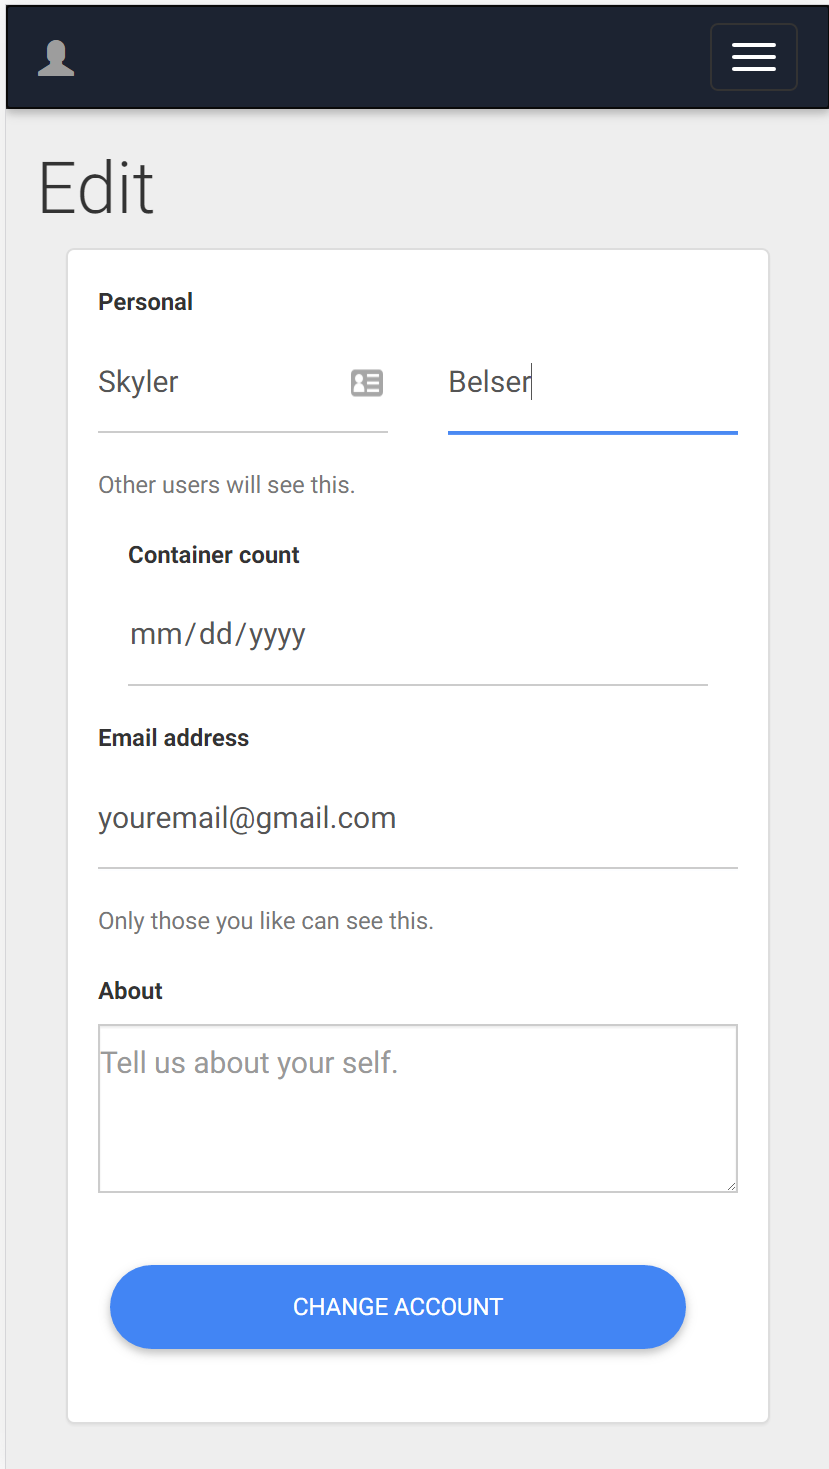 Edit
Personal
Skyler Belser
Other users will see this.
Container count
mm/dd/yyyy
Email address
youremail@gmail.com
Only those you like can see this.
About
Tell us about your self.
CHANGE ACCOUNT